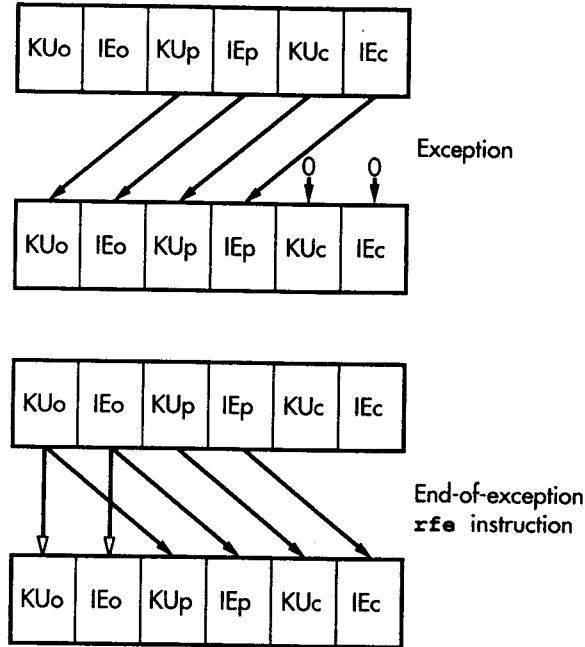 KUo IEo KUp IEp KUc IEc
Exception
0 0
KUo IEo KUp IEp KUc IEc
KUo IEo KUp IEp KUc IEc
End-of-exception
rfe instruction
KUo IEo KUp IEp KUc IEc